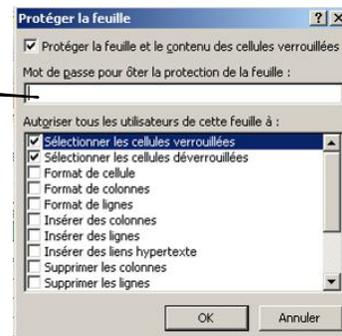 Protéger la feuille
Protéger la feuille et le contenu des cellules verrouillées
Mot de passe pour ôter la protection de la feuille :
Autoriser tous les utilisateurs de cette feuille à :
Sélectionner les cellules verrouillées
Sélectionner les cellules déverrouillées
Format de cellule
Format de colonnes
Format de lignes
Insérer des colonnes
Insérer des lignes
Insérer des liens hypertexte
Supprimer les colonnes
Supprimer les lignes
OK Annuler